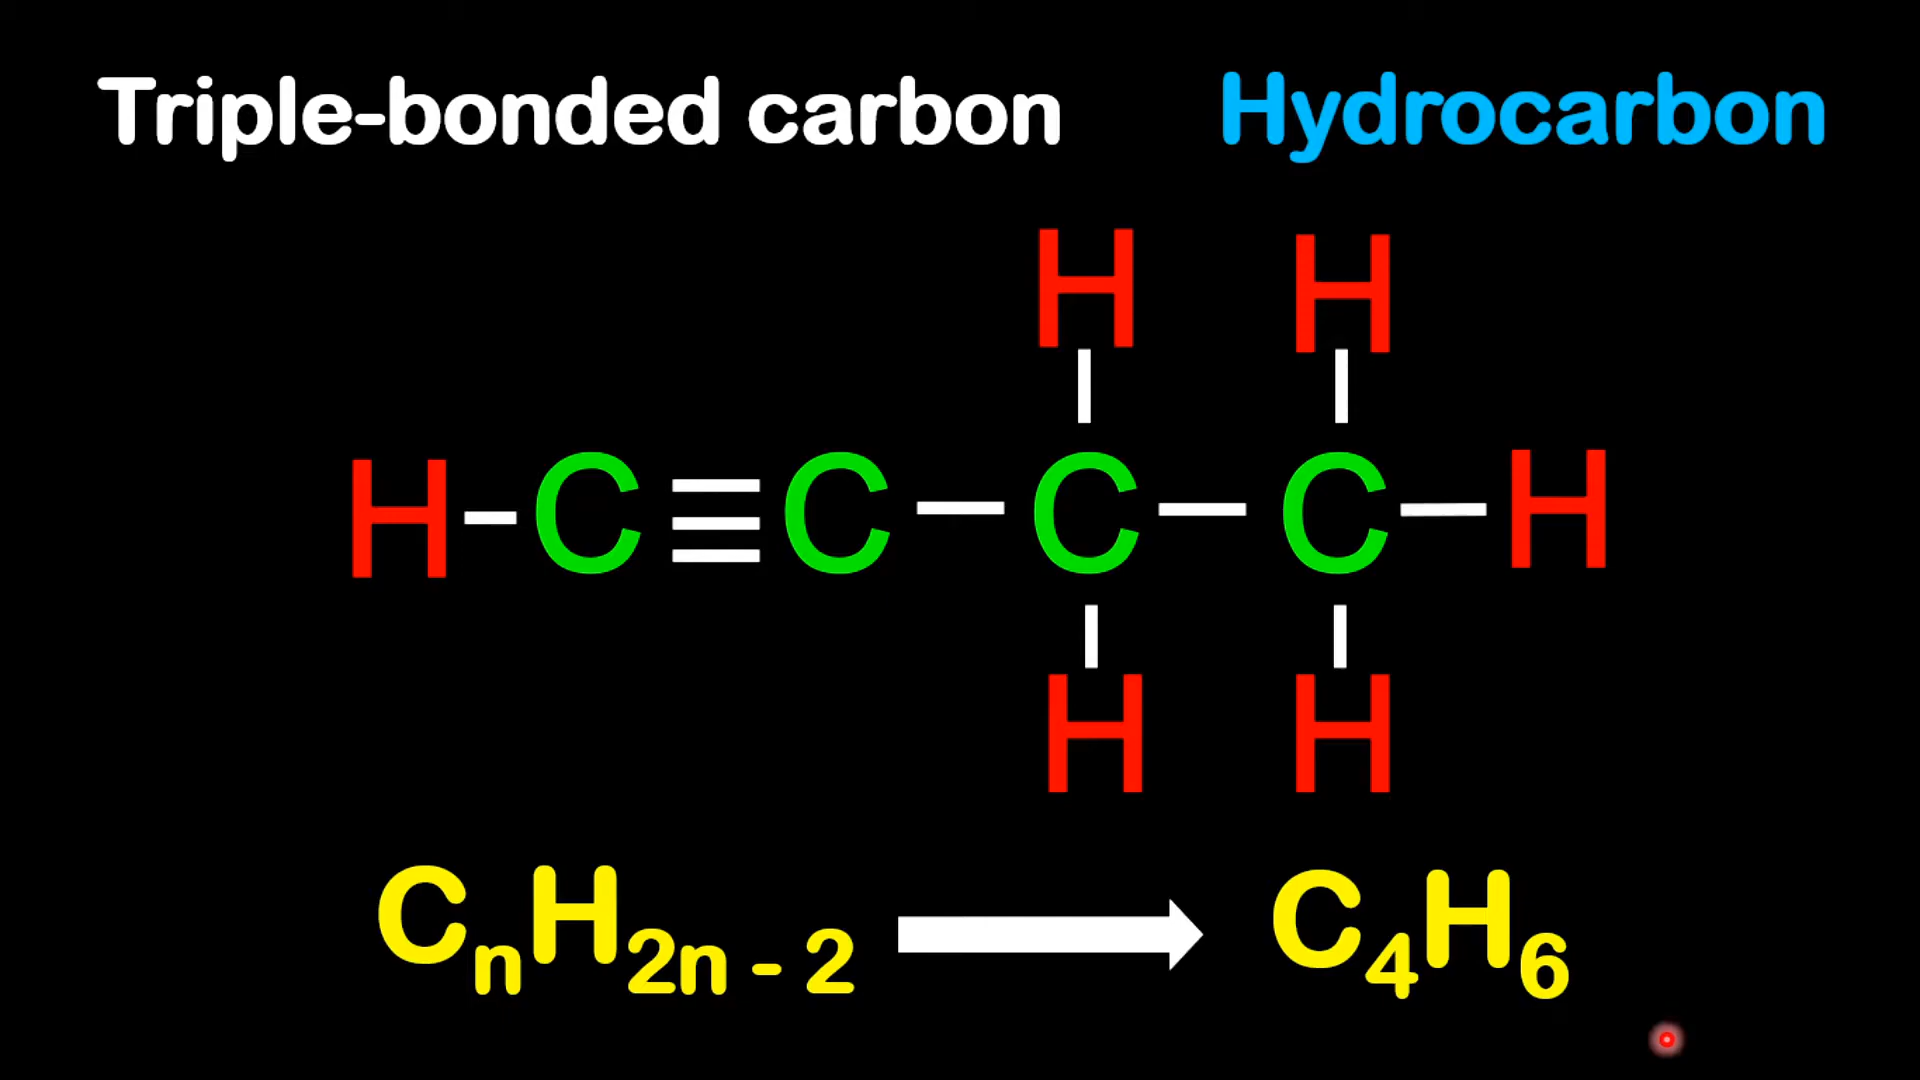 Triple-bonded carbon Hydrocarbon
H H
H-C≡C-C-C-H
H H
CₙH₂ₙ₋₂ → C₄H₆